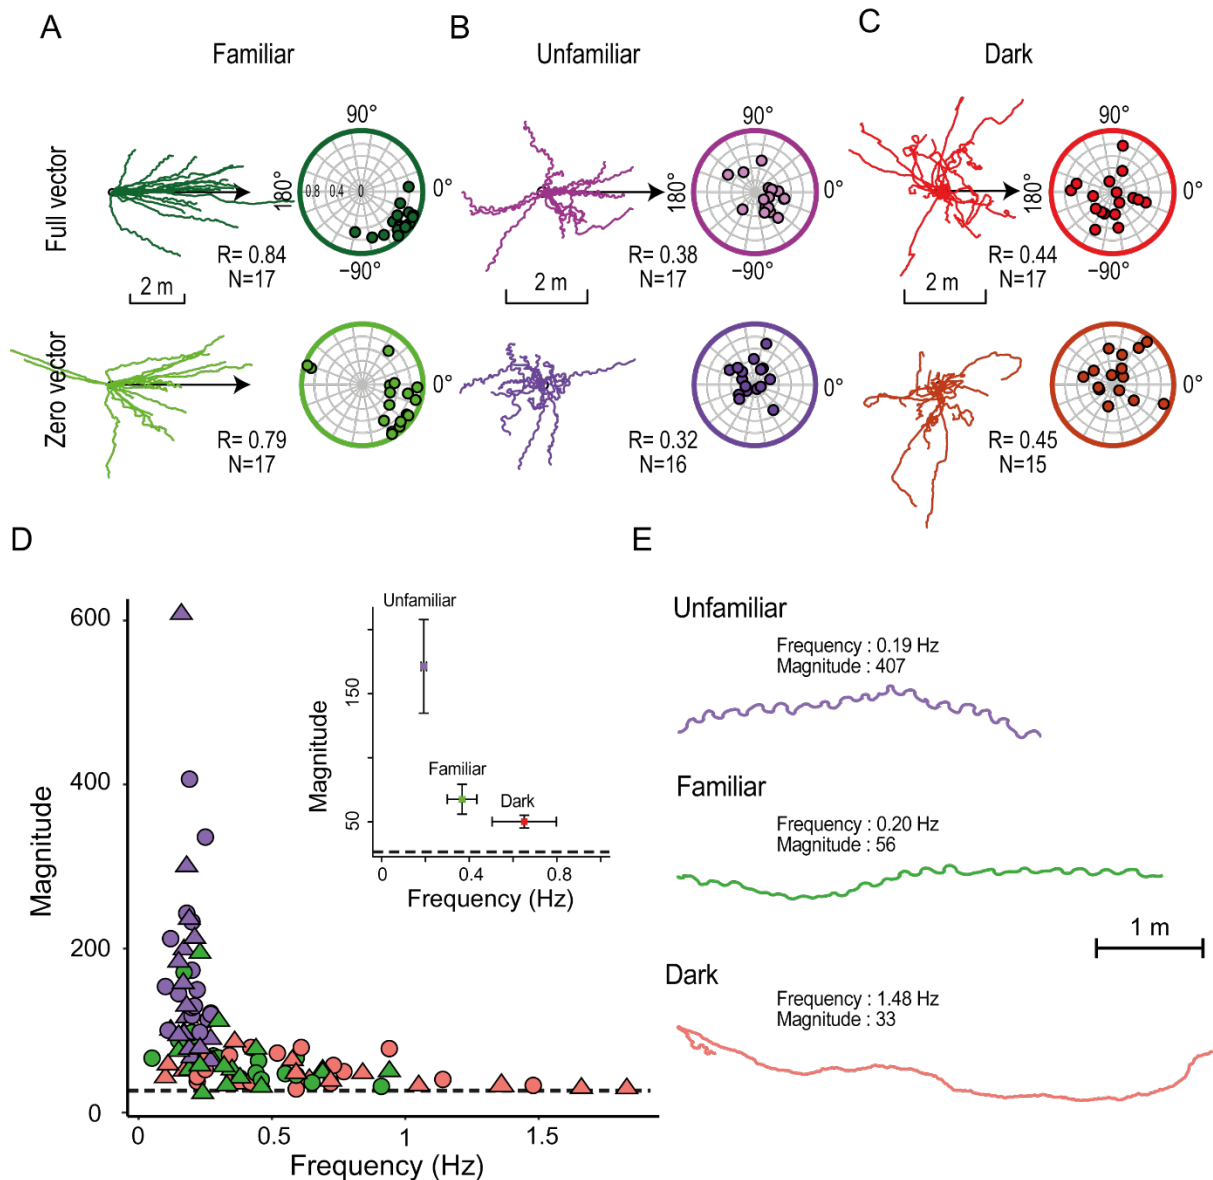 A
B
C
Familiar
Unfamiliar
Dark
Full vector
90°
180°
0.8 0.4 0
0°
−90°
R= 0.84
N=17
2 m
90°
180°
0°
−90°
R= 0.38
N=17
2 m
90°
180°
0°
−90°
R= 0.44
N=17
2 m
Zero vector
0°
R= 0.79
N=17
0°
R= 0.32
N=16
0°
R= 0.45
N=15
D
Magnitude
600
400
200
0
0
0.5
1
1.5
Frequency (Hz)
Unfamiliar
Familiar
Dark
Magnitude
150
50
0
0.4
0.8
Frequency (Hz)
E
Unfamiliar
Frequency : 0.19 Hz
Magnitude : 407
Familiar
Frequency : 0.20 Hz
Magnitude : 56
1 m
Dark
Frequency : 1.48 Hz
Magnitude : 33